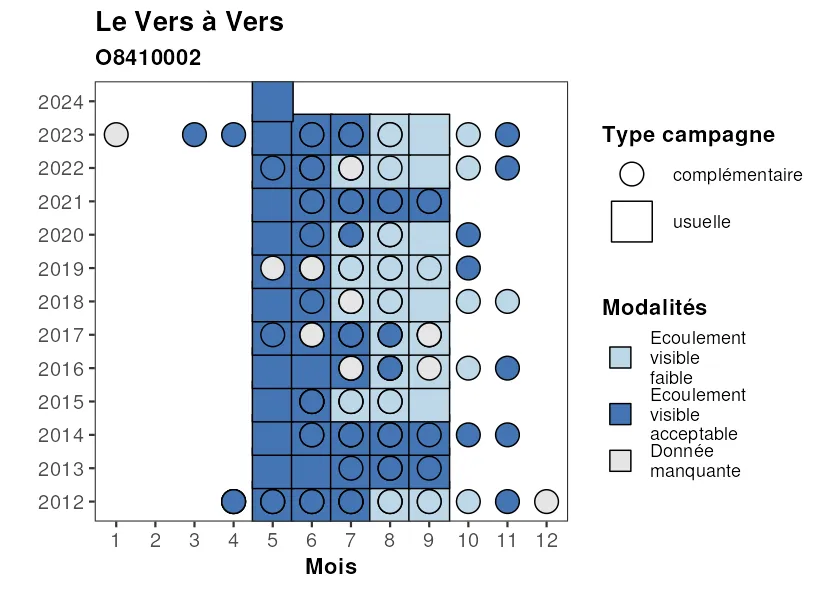 Le Vers à Vers
O8410002
2024
2023
2022
2021
2020
2019
2018
2017
2016
2015
2014
2013
2012
1 2 3 4 5 6 7 8 9 10 11 12
Mois
Type campagne
complémentaire
usuelle
Modalités
Ecoulement
visible
faible
Ecoulement
visible
acceptable
Donnée
manquante